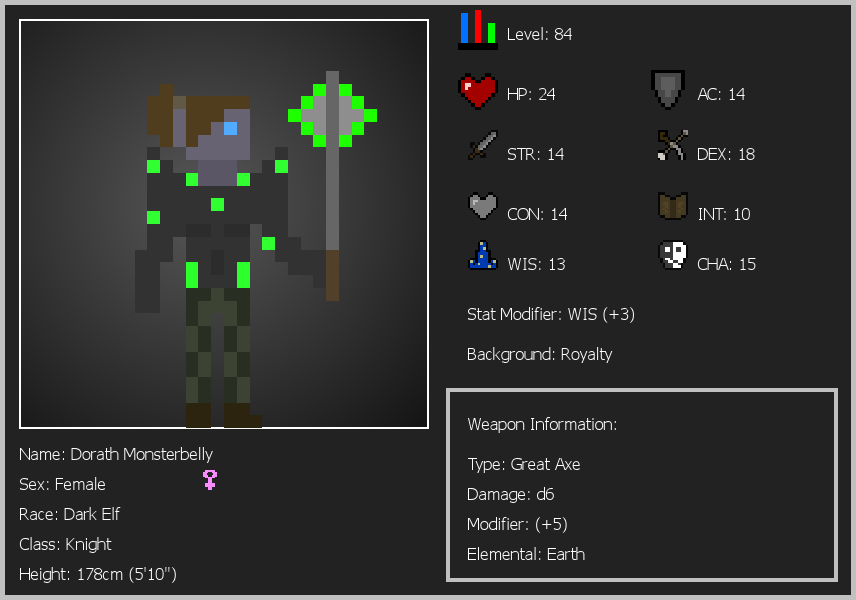 Level: 84
HP: 24
AC: 14
STR: 14
DEX: 18
CON: 14
INT: 10
WIS: 13
CHA: 15
Stat Modifier: WIS (+3)
Background: Royalty
Weapon Information:
Type: Great Axe
Damage: d6
Modifier: (+5)
Elemental: Earth
Name: Dorath Monsterbelly
Sex: Female
Race: Dark Elf
Class: Knight
Height: 178cm (5'10")